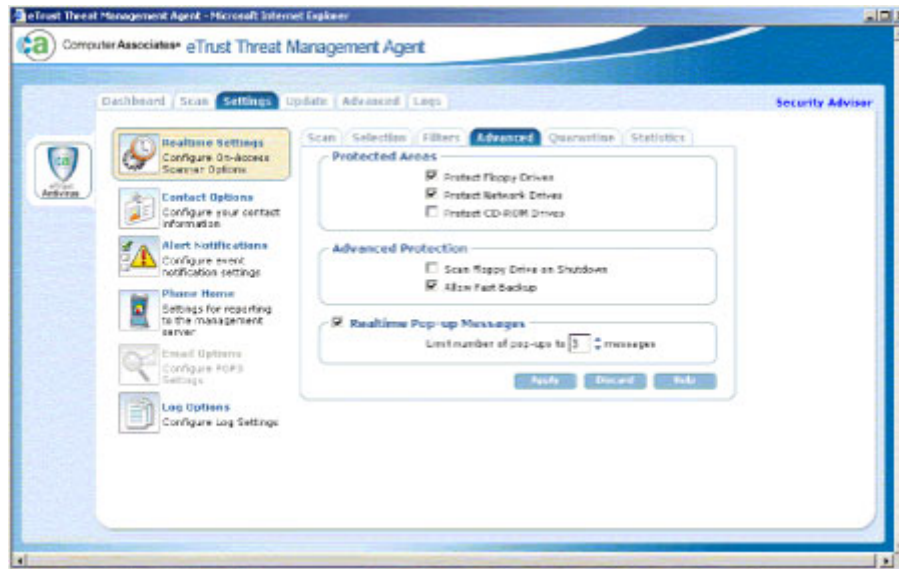 eTrust Threat Management Agent - Microsoft Internet Explorer
ca Computer Associates® eTrust Threat Management Agent
Dashboard Scan Settings Update Advanced Logs
Security Advisor
ca
eTrust
Antivirus
Realtime Settings
Configure On-Access
Scanner Options
Contact Options
Configure your contact
information
Alert Notifications
Configure event
notification settings
Phone Home
Settings for reporting
to the management
server
Email Options
Configure POP3
Settings
Log Options
Configure Log Settings
Scan Selection Filters Advanced Quarantine Statistics
Protected Areas
Protect Floppy Drives
Protect Network Drives
Protect CD-ROM Drives
Advanced Protection
Scan Floppy Drive on Shutdown
Allow Fast Backup
Realtime Pop-up Messages
Limit number of pop-ups to 3 messages
Apply Discard Help